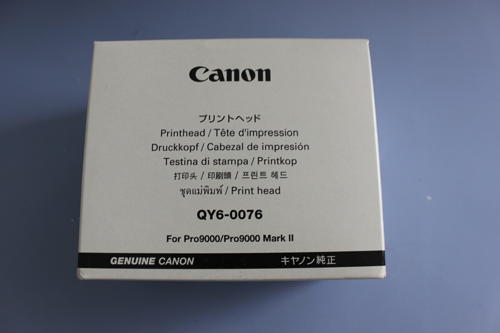 Canon
プリントヘッド
Printhead / Tête d'impression
Druckkopf / Cabezal de impresión
Testina di stampa / Printkop
打印头 / 印刷頭 / 프린트 헤드
ชุดแม่พิมพ์ / Print head
QY6-0076
For Pro9000/Pro9000 Mark II
GENUINE CANON キヤノン純正